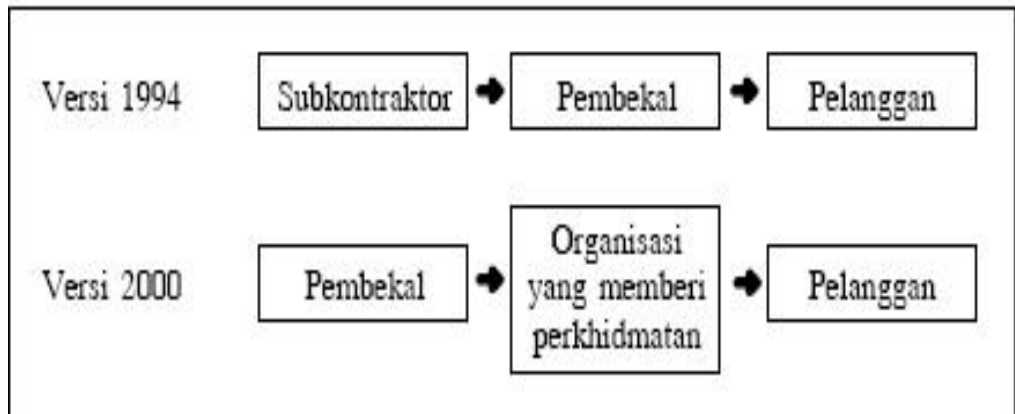 Versi 1994
Subkontraktor
Pembekal
Pelanggan
Versi 2000
Pembekal
Organisasi
yang memberi
perkhidmatan
Pelanggan